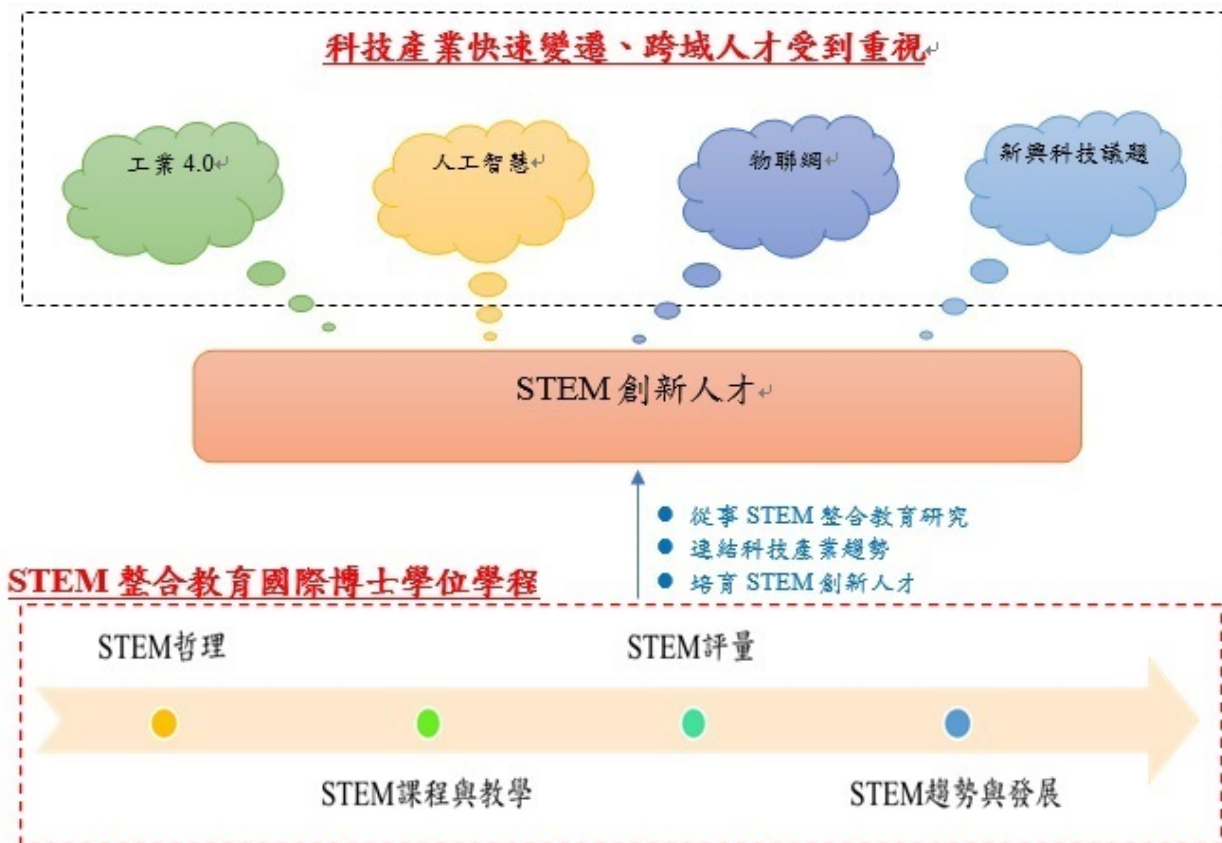 科技產業快速變遷、跨域人才受到重視
工業 4.0
人工智慧
物聯網
新興科技議題
STEM 創新人才
從事 STEM 整合教育研究
連結科技產業趨勢
培育 STEM 創新人才
STEM 整合教育國際博士學位學程
STEM哲理
STEM評量
STEM課程與教學
STEM趨勢與發展